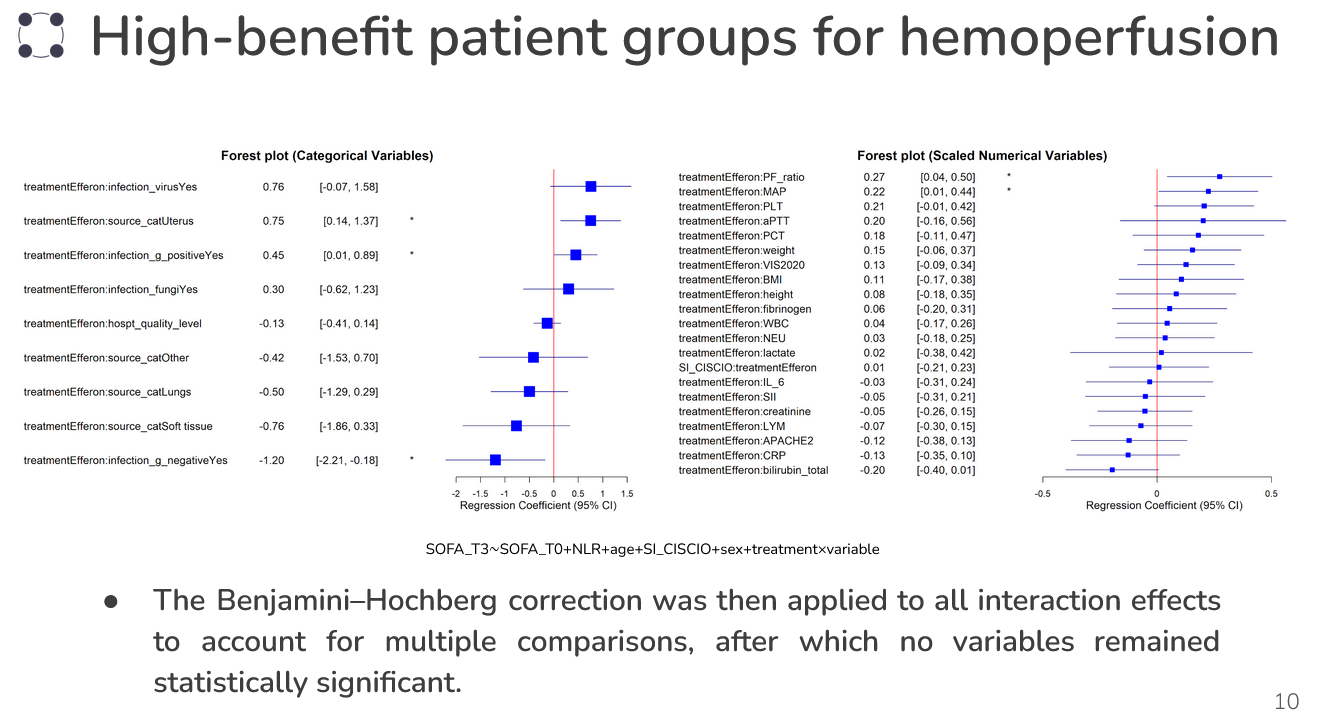 High-benefit patient groups for hemoperfusion
Forest plot (Categorical Variables)
treatmentEfferon:infection_virusYes 0.76 [-0.07, 1.58]
treatmentEfferon:source_catUterus 0.75 [0.14, 1.37] *
treatmentEfferon:infection_g_positiveYes 0.45 [0.01, 0.89] *
treatmentEfferon:infection_fungiYes 0.30 [-0.62, 1.23]
treatmentEfferon:hospt_quality_level -0.13 [-0.41, 0.14]
treatmentEfferon:source_catOther -0.42 [-1.53, 0.70]
treatmentEfferon:source_catLungs -0.50 [-1.29, 0.29]
treatmentEfferon:source_catSoft tissue -0.76 [-1.86, 0.33]
treatmentEfferon:infection_g_negativeYes -1.20 [-2.21, -0.18] *
-2 -1.5 -1 -0.5 0 0.5 1 1.5
Regression Coefficient (95% CI)
Forest plot (Scaled Numerical Variables)
treatmentEfferon:PF_ratio 0.27 [0.04, 0.50] *
treatmentEfferon:MAP 0.22 [0.01, 0.44] *
treatmentEfferon:PLT 0.21 [-0.01, 0.42]
treatmentEfferon:aPTT 0.20 [-0.16, 0.56]
treatmentEfferon:PCT 0.18 [-0.11, 0.47]
treatmentEfferon:weight 0.15 [-0.06, 0.37]
treatmentEfferon:VIS2020 0.13 [-0.09, 0.34]
treatmentEfferon:BMI 0.11 [-0.17, 0.38]
treatmentEfferon:height 0.08 [-0.18, 0.35]
treatmentEfferon:fibrinogen 0.06 [-0.20, 0.31]
treatmentEfferon:WBC 0.04 [-0.17, 0.26]
treatmentEfferon:NEU 0.03 [-0.18, 0.25]
treatmentEfferon:lactate 0.02 [-0.38, 0.42]
SI_CISCIO:treatmentEfferon 0.01 [-0.21, 0.23]
treatmentEfferon:IL_6 -0.03 [-0.31, 0.24]
treatmentEfferon:SII -0.05 [-0.31, 0.21]
treatmentEfferon:creatinine -0.05 [-0.26, 0.15]
treatmentEfferon:LYM -0.07 [-0.30, 0.15]
treatmentEfferon:APACHE2 -0.12 [-0.38, 0.13]
treatmentEfferon:CRP -0.13 [-0.35, 0.10]
treatmentEfferon:bilirubin_total -0.20 [-0.40, 0.01]
-0.5 0 0.5
Regression Coefficient (95% CI)
SOFA_T3~SOFA_T0+NLR+age+SI_CISCIO+sex+treatment×variable
● The Benjamini–Hochberg correction was then applied to all interaction effects
to account for multiple comparisons, after which no variables remained
statistically significant.
10